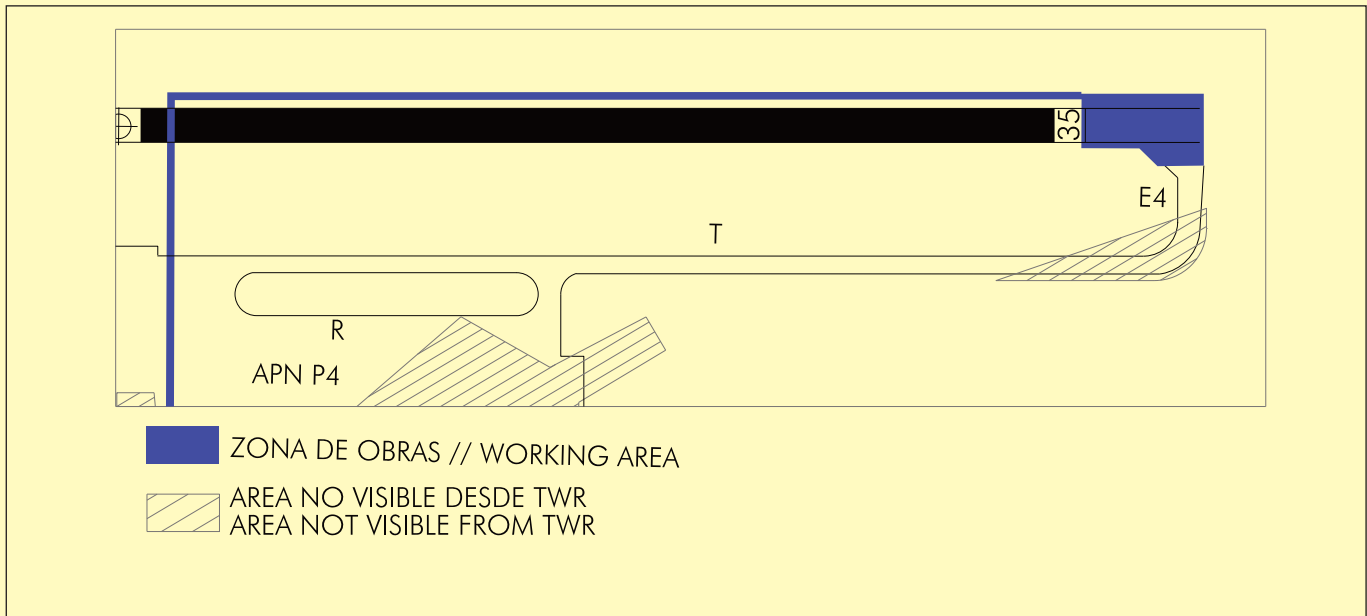 35
E4
T
R
APN P4
ZONA DE OBRAS // WORKING AREA
AREA NO VISIBLE DESDE TWR
AREA NOT VISIBLE FROM TWR